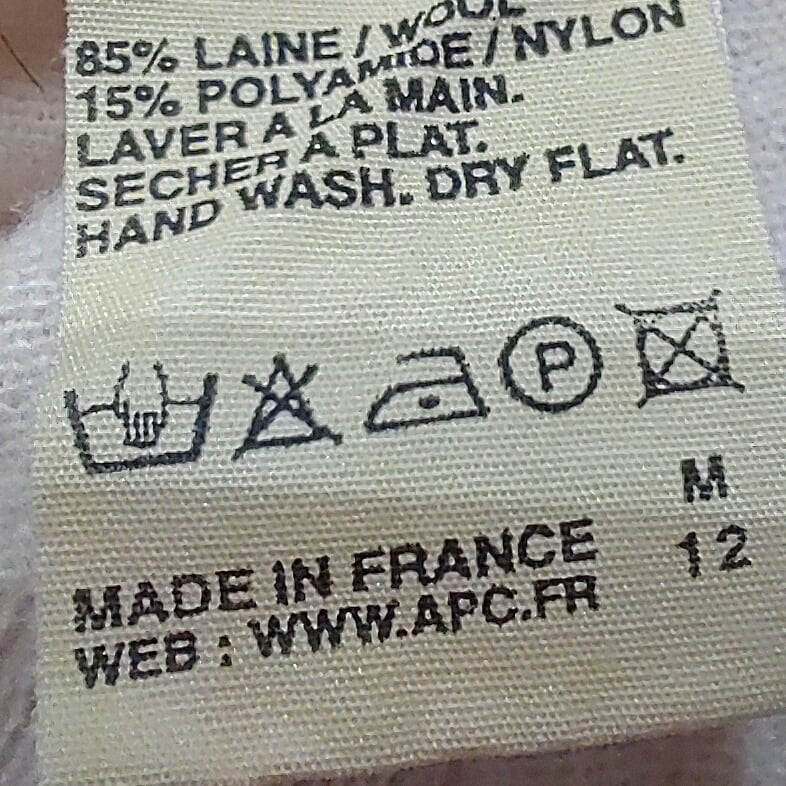 85% LAINE / WOOL
15% POLYAMIDE / NYLON
LAVER A LA MAIN.
SECHER A PLAT.
HAND WASH. DRY FLAT.
P
M
12
MADE IN FRANCE
WEB : WWW.APC.FR